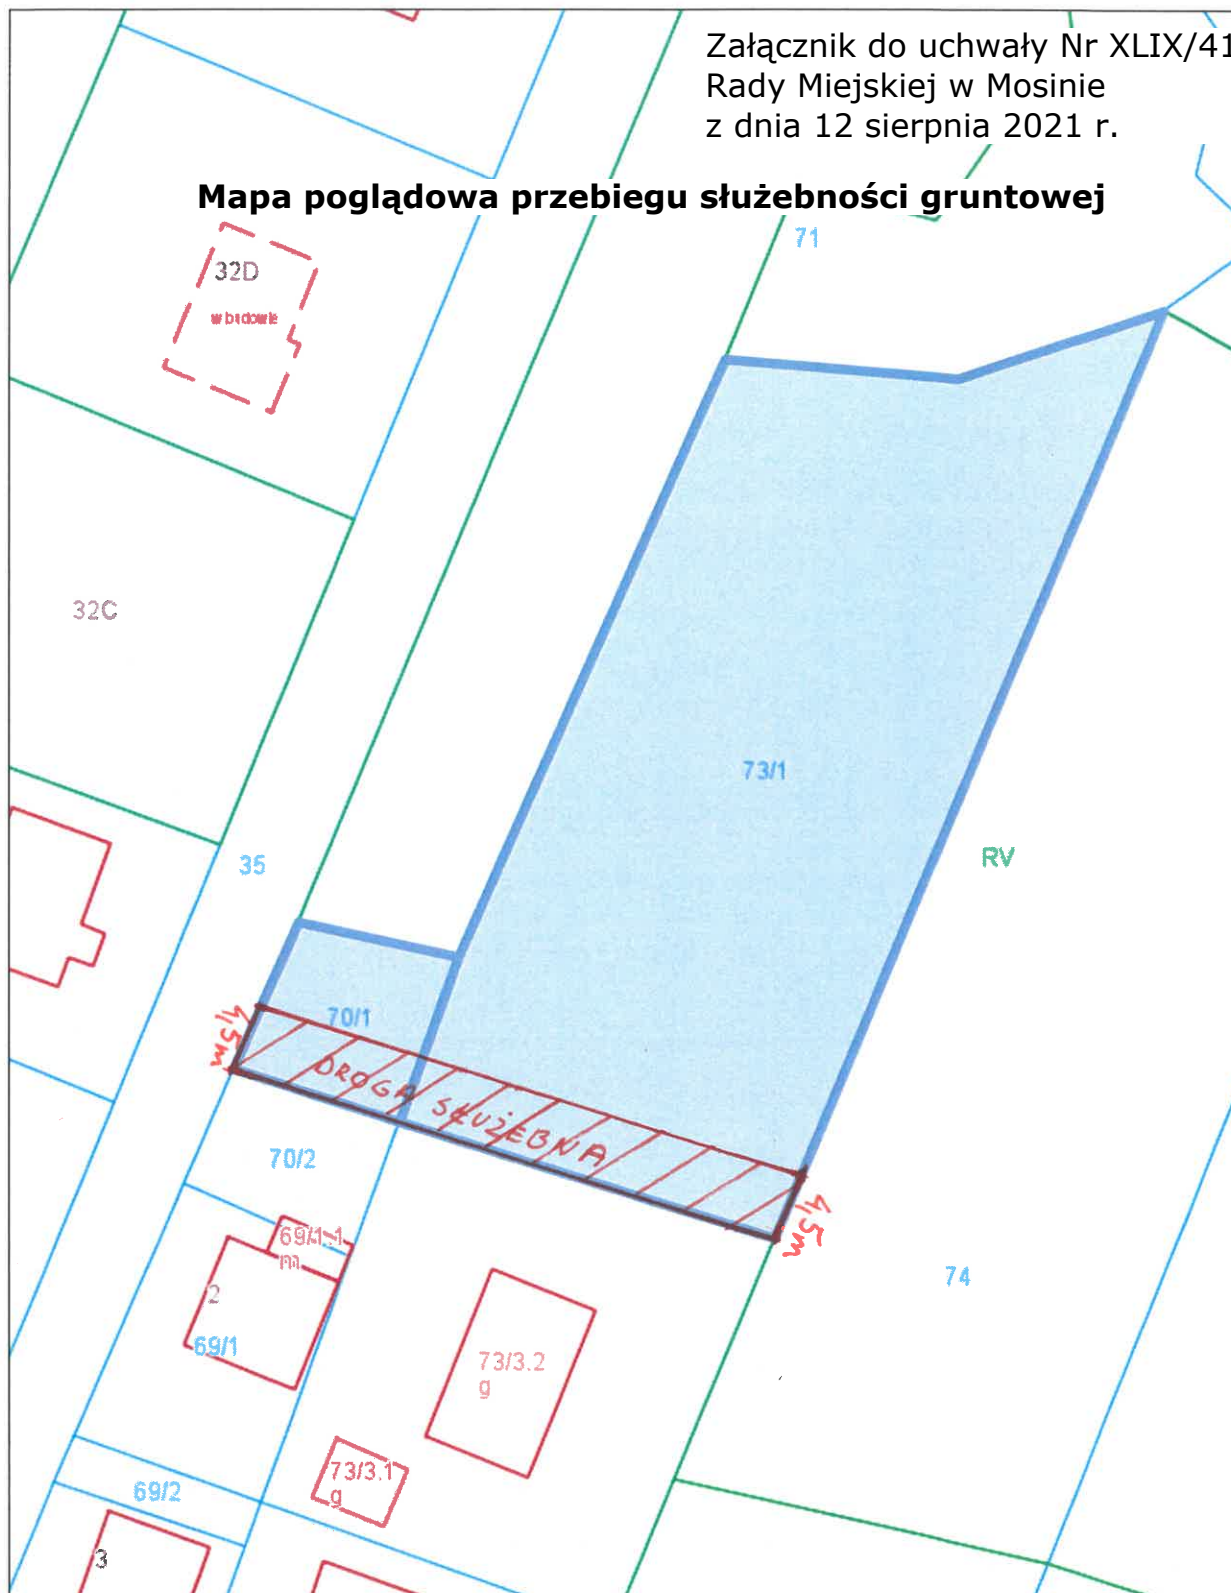 Załącznik do uchwały Nr XLIX/41
Rady Miejskiej w Mosinie
z dnia 12 sierpnia 2021 r.
Mapa poglądowa przebiegu służebności gruntowej
71
32D
w budowie
32C
73/1
RV
35
70/1
4,5m
DROGA SŁUŻEBNA
4,5m
70/2
69/1.1
m
2
69/1
74
73/3.2
g
73/3.1
g
69/2
3